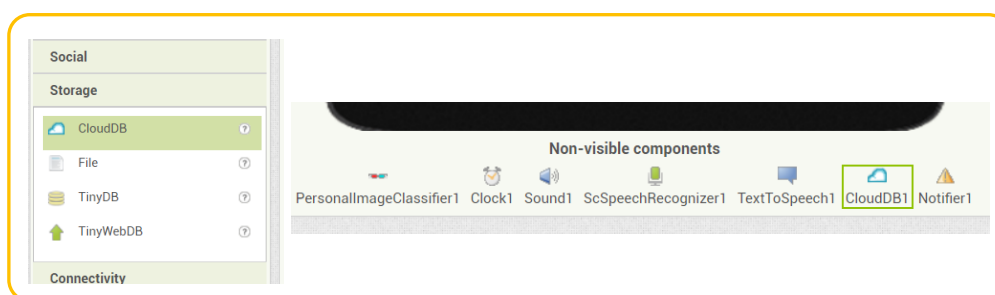 Social
Storage
CloudDB ?
File ?
TinyDB ?
TinyWebDB ?
Connectivity
Non-visible components
PersonalImageClassifier1 Clock1 Sound1 ScSpeechRecognizer1 TextToSpeech1 CloudDB1 Notifier1